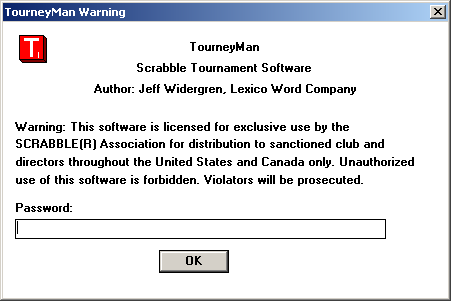 TourneyMan Warning
TourneyMan
Scrabble Tournament Software
Author: Jeff Widergren, Lexico Word Company
Warning: This software is licensed for exclusive use by the
SCRABBLE(R) Association for distribution to sanctioned club and
directors throughout the United States and Canada only. Unauthorized
use of this software is forbidden. Violators will be prosecuted.
Password:
OK